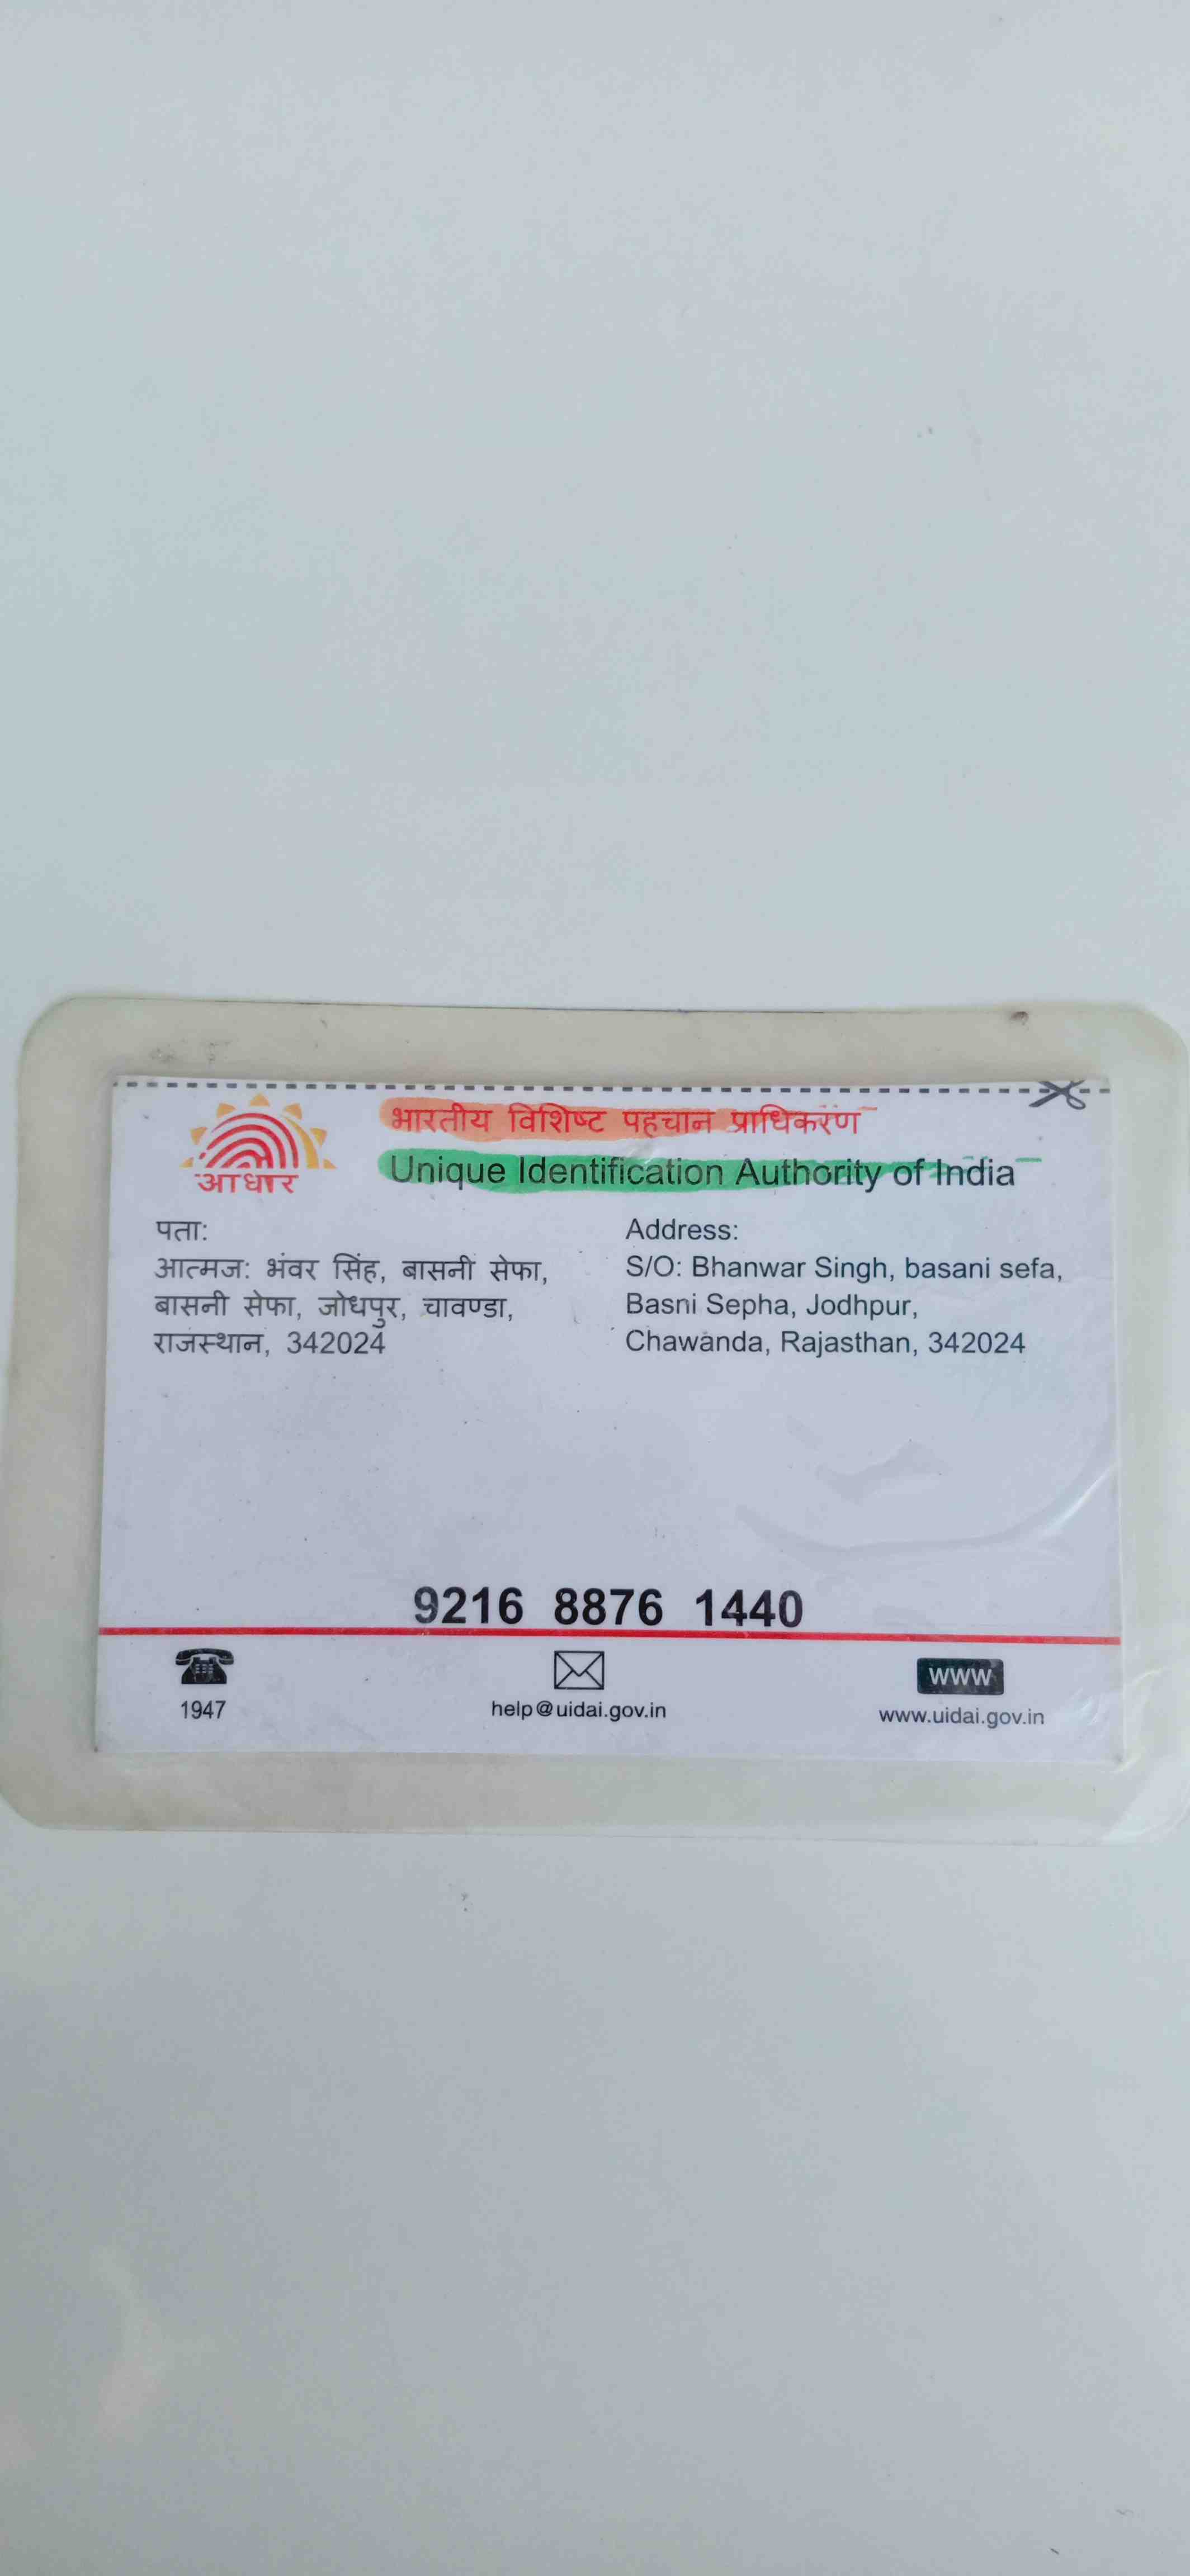 भारतीय विशिष्ट पहचान प्राधिकरण
Unique Identification Authority of India
आधार
पता:
आत्मज: भंवर सिंह, बासनी सेफा,
बासनी सेफा, जोधपुर, चावण्डा,
राजस्थान, 342024
Address:
S/O: Bhanwar Singh, basani sefa,
Basni Sepha, Jodhpur,
Chawanda, Rajasthan, 342024
9216 8876 1440
1947
help@uidai.gov.in
www
www.uidai.gov.in